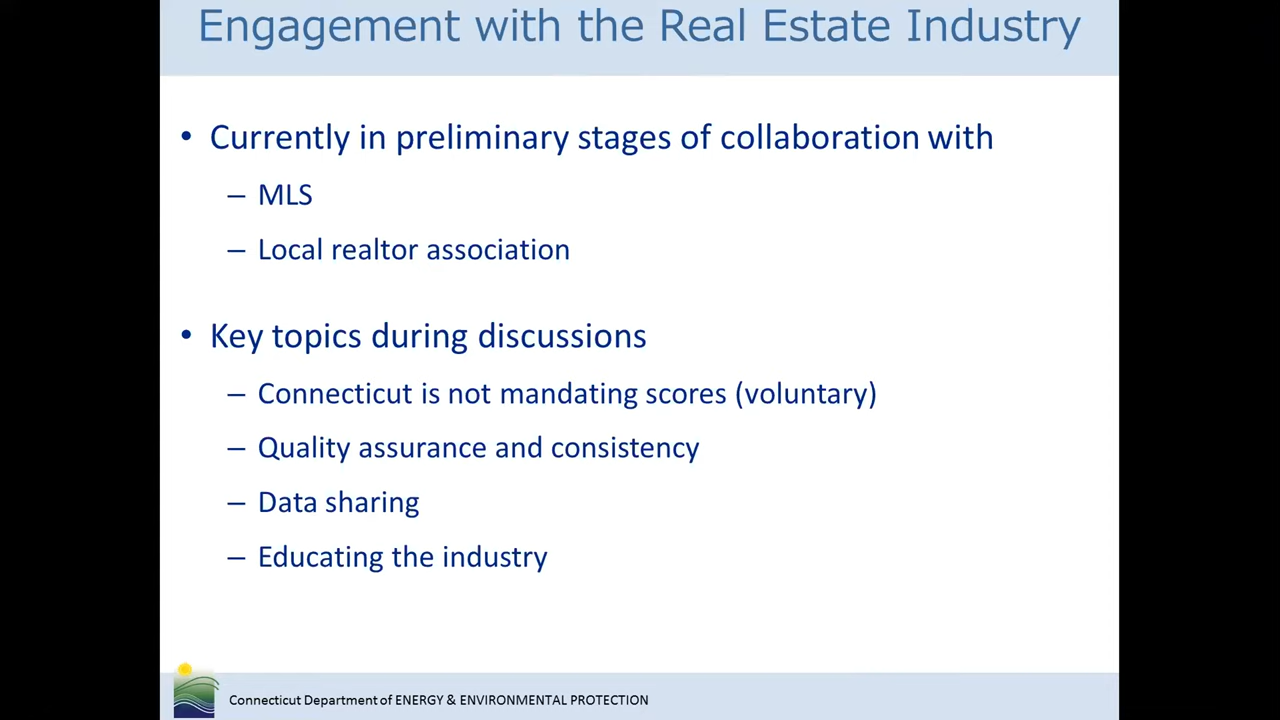 Engagement with the Real Estate Industry
• Currently in preliminary stages of collaboration with
– MLS
– Local realtor association
• Key topics during discussions
– Connecticut is not mandating scores (voluntary)
– Quality assurance and consistency
– Data sharing
– Educating the industry
Connecticut Department of ENERGY & ENVIRONMENTAL PROTECTION